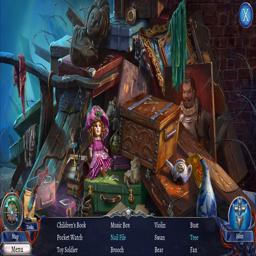 Children's Book Music Box Violin Bust
Pocket Watch Nail File Swan Tree
Toy Soldier Brooch Bear Fan
Map
Menu
Hint